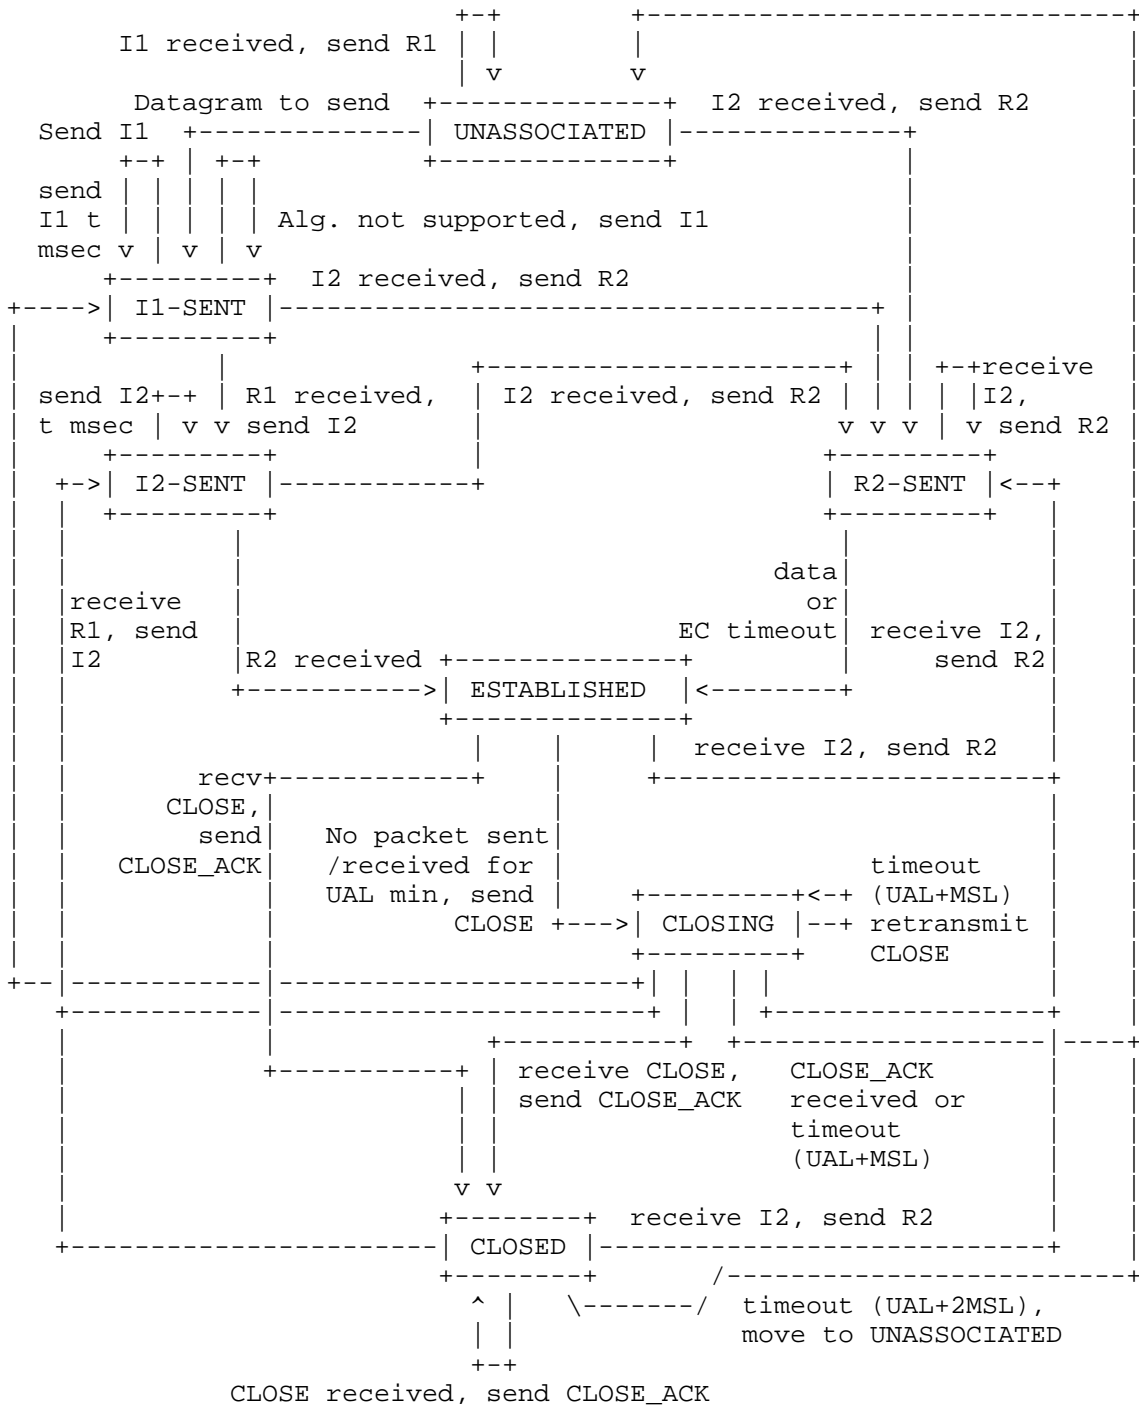 I1 received, send R1
Datagram to send I2 received, send R2
Send I1 UNASSOCIATED
send
I1 t Alg. not supported, send I1
msec
I2 received, send R2
I1-SENT
receive
send I2 R1 received, I2 received, send R2 I2,
t msec send I2 send R2
I2-SENT R2-SENT
data
receive or
R1, send EC timeout receive I2,
I2 R2 received send R2
ESTABLISHED
receive I2, send R2
recv
CLOSE,
send No packet sent
CLOSE_ACK /received for timeout
UAL min, send (UAL+MSL)
CLOSE CLOSING retransmit
CLOSE
receive CLOSE, CLOSE_ACK
send CLOSE_ACK received or
timeout
(UAL+MSL)
receive I2, send R2
CLOSED
timeout (UAL+2MSL),
move to UNASSOCIATED
CLOSE received, send CLOSE_ACK